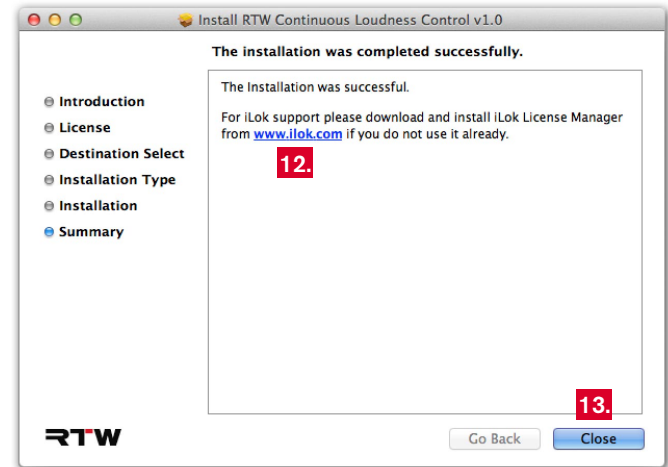 Install RTW Continuous Loudness Control v1.0
The installation was completed successfully.
Introduction
License
Destination Select
Installation Type
Installation
Summary
The Installation was successful.
For iLok support please download and install iLok License Manager
from www.ilok.com if you do not use it already.
12.
13.
RTW
Go Back
Close